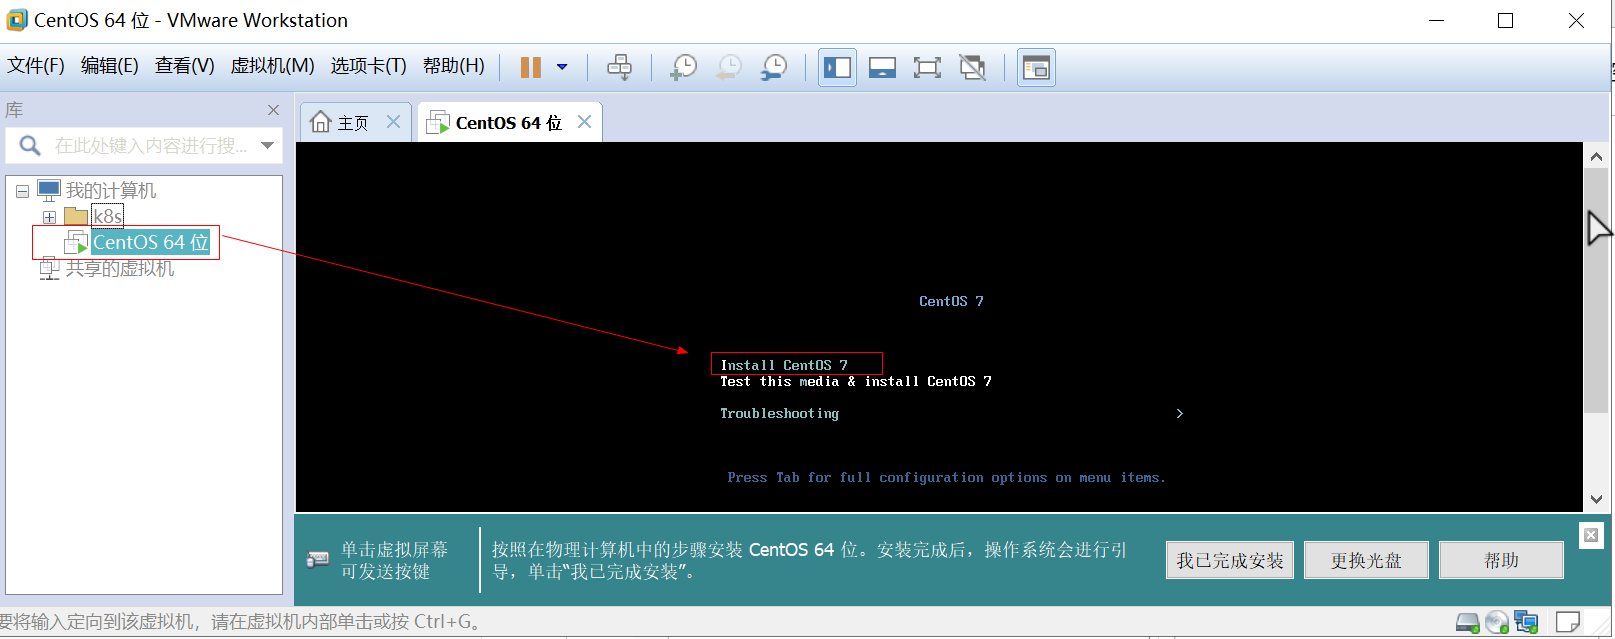 CentOS 64 位 - VMware Workstation
文件(F) 编辑(E) 查看(V) 虚拟机(M) 选项卡(T) 帮助(H)
库
在此处键入内容进行搜...
我的计算机
k8s
CentOS 64 位
共享的虚拟机
主页
CentOS 64 位
CentOS 7
Install CentOS 7
Test this media & install CentOS 7
Troubleshooting >
Press Tab for full configuration options on menu items.
单击虚拟屏幕
可发送按键
按照在物理计算机中的步骤安装 CentOS 64 位。安装完成后，操作系统会进行引
导，单击“我已完成安装”。
我已完成安装 更换光盘 帮助
要将输入定向到该虚拟机，请在虚拟机内部单击或按 Ctrl+G。